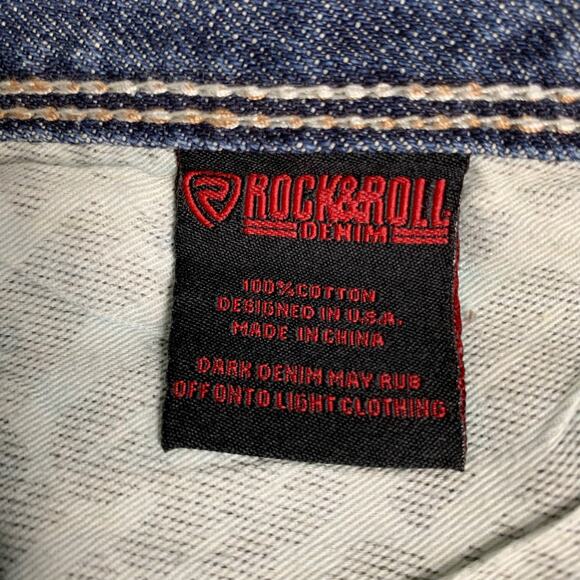 ROCK&ROLL
DENIM
100% COTTON
DESIGNED IN U.S.A.
MADE IN CHINA
DARK DENIM MAY RUB
OFF ONTO LIGHT CLOTHING